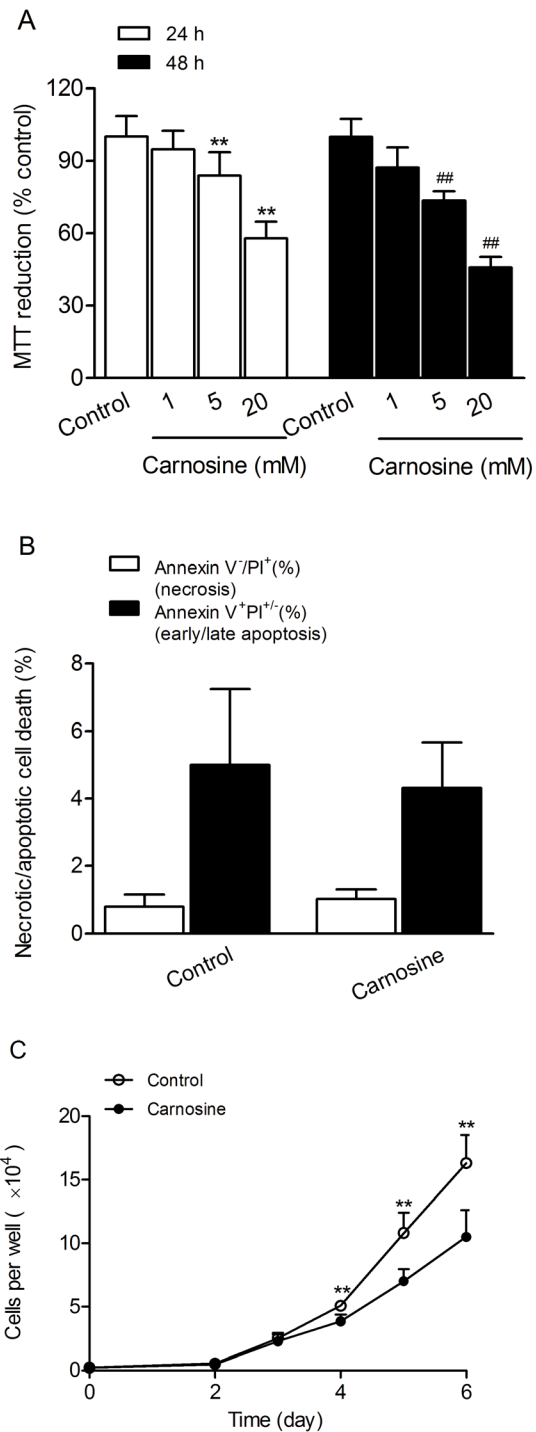 A
24 h
48 h
MTT reduction (% control)
120
90
60
30
0
**
**
##
##
Control
1
5
20
Control
1
5
20
Carnosine (mM)
Carnosine (mM)
B
Annexin V⁻/PI⁺(%)
(necrosis)
Annexin V⁺PI⁺/⁻(%)
(early/late apoptosis)
Necrotic/apoptotic cell death (%)
8
6
4
2
0
Control
Carnosine
C
Control
Carnosine
Cells per well ( ×10⁴)
20
15
10
5
0
**
**
**
0
2
4
6
Time (day)